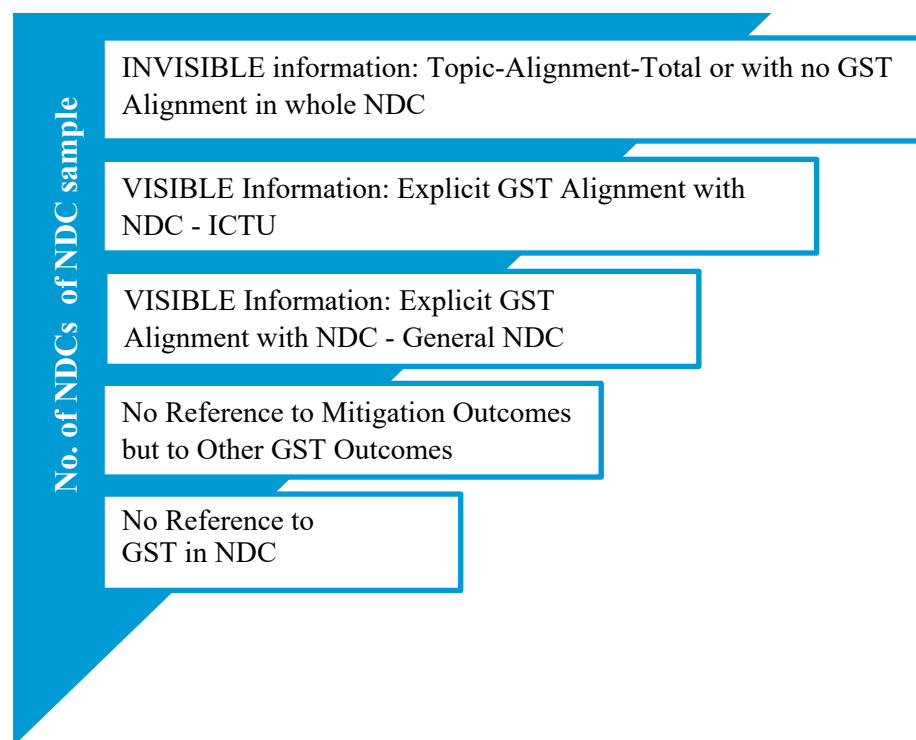 No. of NDCs of NDC sample
INVISIBLE information: Topic-Alignment-Total or with no GST
Alignment in whole NDC
VISIBLE Information: Explicit GST Alignment with
NDC - ICTU
VISIBLE Information: Explicit GST
Alignment with NDC - General NDC
No Reference to Mitigation Outcomes
but to Other GST Outcomes
No Reference to
GST in NDC